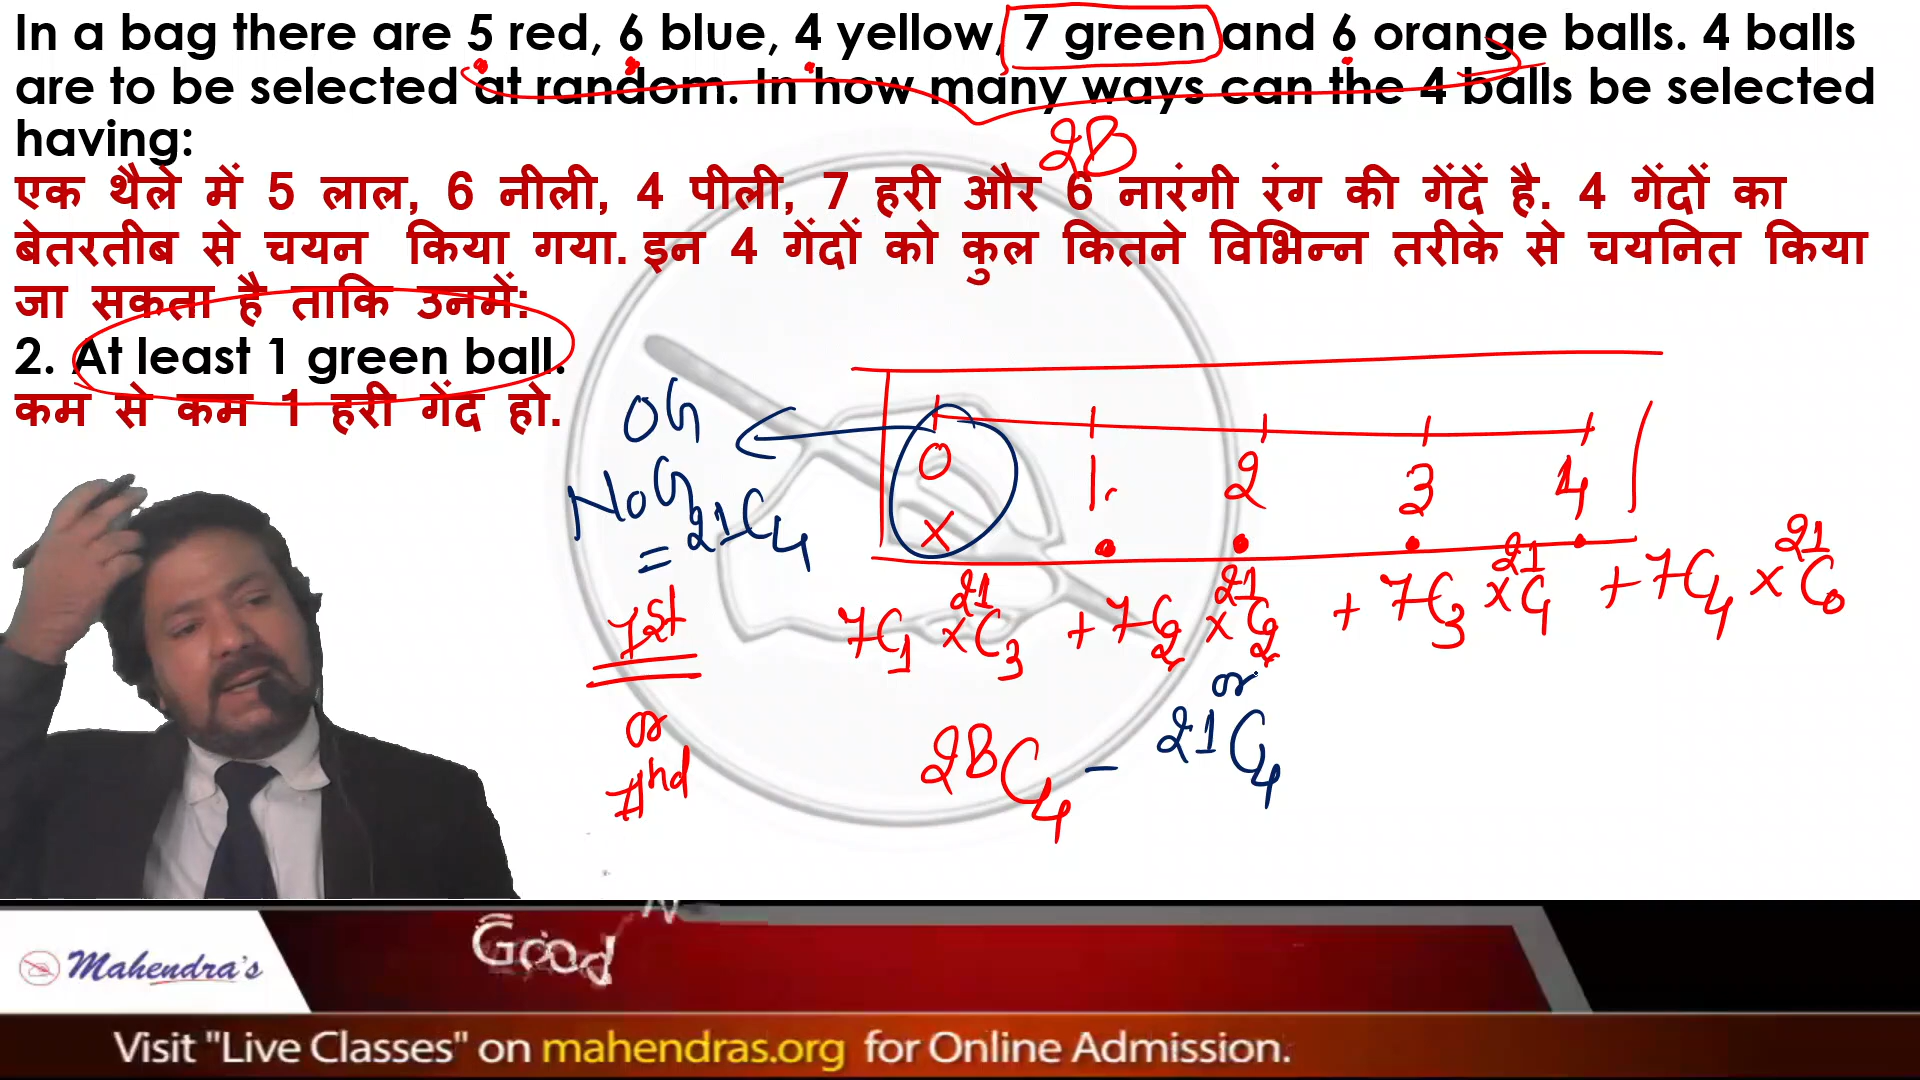 In a bag there are 5 red, 6 blue, 4 yellow, 7 green and 6 orange balls. 4 balls
are to be selected at random. In how many ways can the 4 balls be selected
having:
28
एक थैले में 5 लाल, 6 नीली, 4 पीली, 7 हरी और 6 नारंगी रंग की गेंदें है. 4 गेंदों का
बेतरतीब से चयन किया गया. इन 4 गेंदों को कुल कितने विभिन्न तरीके से चयनित किया
जा सकता है ताकि उनमें:
2. At least 1 green ball.
कम से कम 1 हरी गेंद हो.
0G
No G
= 21C4
0 1 2 3 4
x
Ist
7C1 x 21C3 + 7C2 x 21C2 + 7C3 x 21C1 + 7C4 x 21C0
or
or
IInd
28C4 - 21C4
Good
Mahendra's
Visit "Live Classes" on mahendras.org for Online Admission.